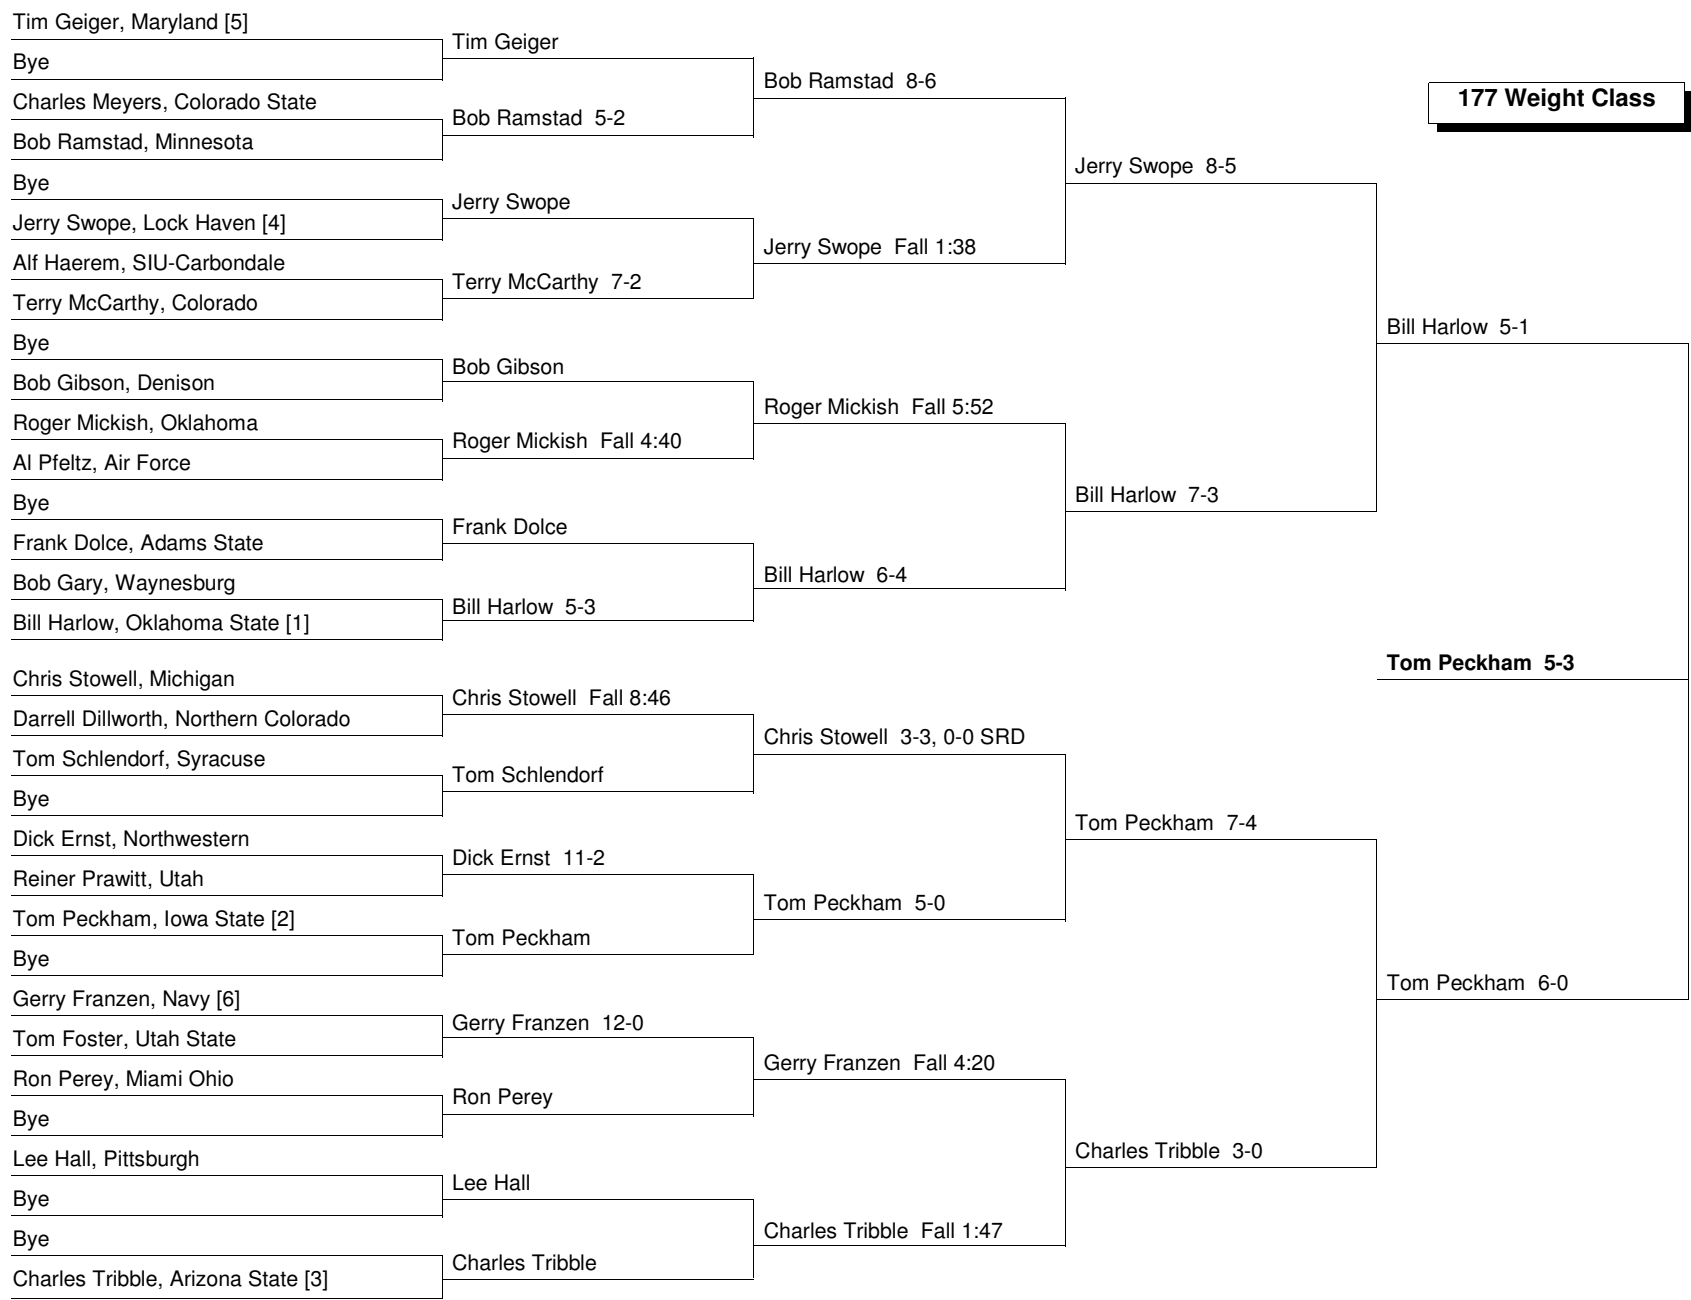 Tim Geiger, Maryland [5]
Bye
Charles Meyers, Colorado State
Bob Ramstad, Minnesota
Bye
Jerry Swope, Lock Haven [4]
Alf Haerem, SIU-Carbondale
Terry McCarthy, Colorado
Bye
Bob Gibson, Denison
Roger Mickish, Oklahoma
Al Pfeltz, Air Force
Bye
Frank Dolce, Adams State
Bob Gary, Waynesburg
Bill Harlow, Oklahoma State [1]
Chris Stowell, Michigan
Darrell Dillworth, Northern Colorado
Tom Schlendorf, Syracuse
Bye
Dick Ernst, Northwestern
Reiner Prawitt, Utah
Tom Peckham, Iowa State [2]
Bye
Gerry Franzen, Navy [6]
Tom Foster, Utah State
Ron Perey, Miami Ohio
Bye
Lee Hall, Pittsburgh
Bye
Bye
Charles Tribble, Arizona State [3]
Tim Geiger
Bob Ramstad 5-2
Jerry Swope
Terry McCarthy 7-2
Bob Gibson
Roger Mickish Fall 4:40
Frank Dolce
Bill Harlow 5-3
Chris Stowell Fall 8:46
Tom Schlendorf
Dick Ernst 11-2
Tom Peckham
Gerry Franzen 12-0
Ron Perey
Lee Hall
Charles Tribble
Bob Ramstad 8-6
Jerry Swope Fall 1:38
Roger Mickish Fall 5:52
Bill Harlow 6-4
Chris Stowell 3-3, 0-0 SRD
Tom Peckham 5-0
Gerry Franzen Fall 4:20
Charles Tribble Fall 1:47
Jerry Swope 8-5
Bill Harlow 7-3
Tom Peckham 7-4
Charles Tribble 3-0
177 Weight Class
Bill Harlow 5-1
Tom Peckham 5-3
Tom Peckham 6-0